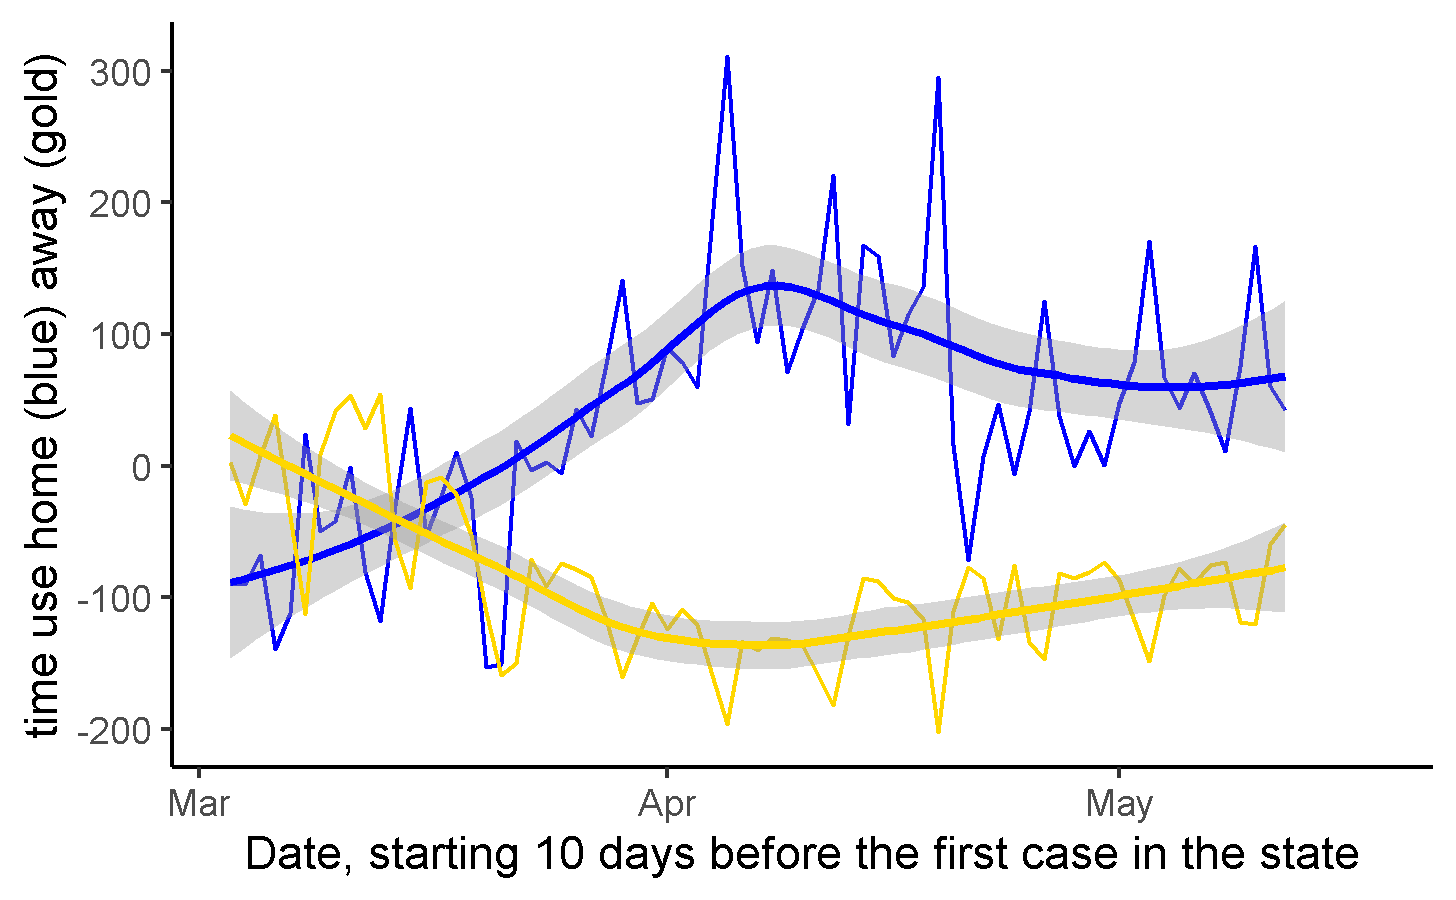 time use home (blue) away (gold)
300
200
100
0
-100
-200
Mar
Apr
May
Date, starting 10 days before the first case in the state